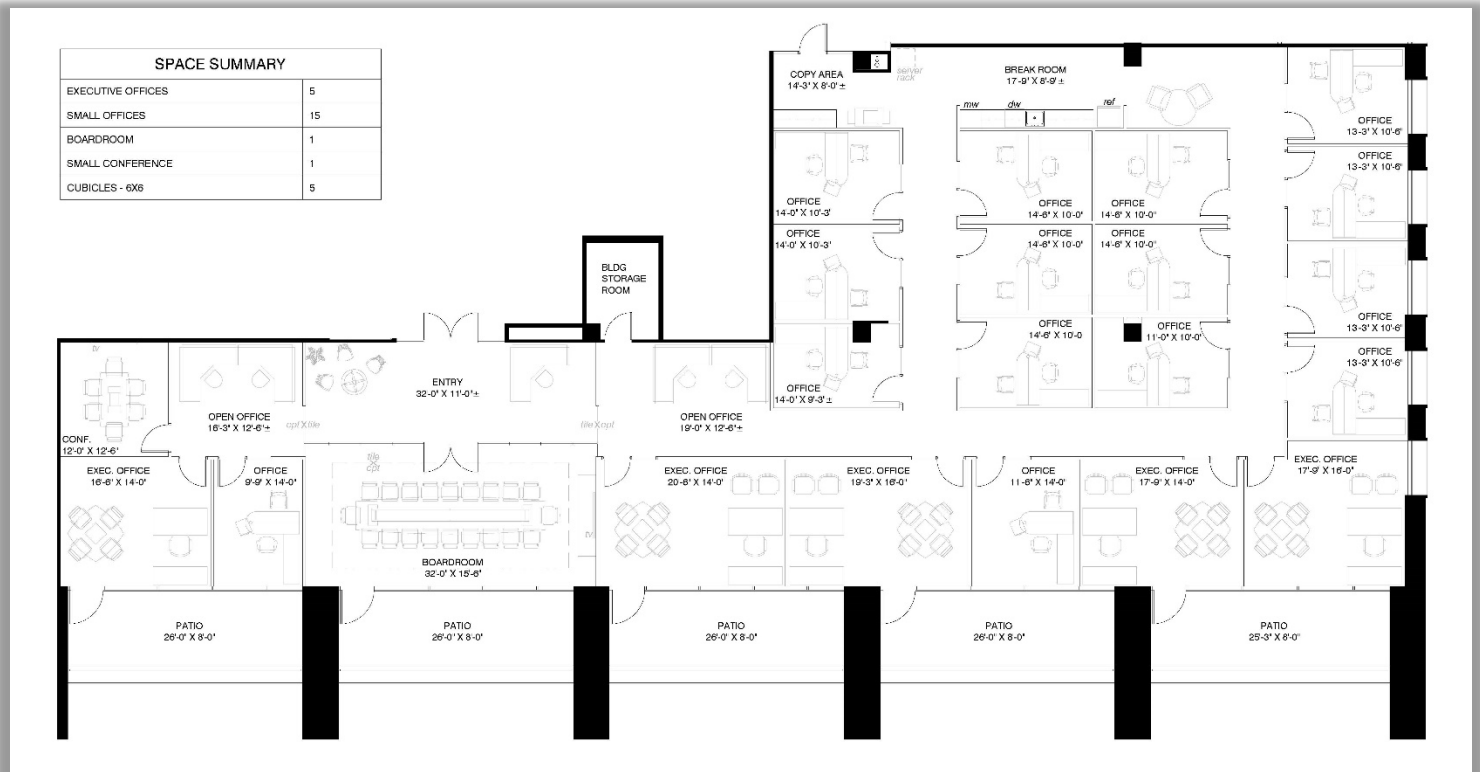 SPACE SUMMARY
EXECUTIVE OFFICES 5
SMALL OFFICES 15
BOARDROOM 1
SMALL CONFERENCE 1
CUBICLES - 6X6 5
COPY AREA
14'-3" X 8'-0" ±
server
rack
BREAK ROOM
17'-9" X 8'-9" ±
mw
dw
ref
OFFICE
13'-3" X 10'-6"
OFFICE
13'-3" X 10'-6"
OFFICE
14'-0" X 10'-3"
OFFICE
14'-6" X 10'-0"
OFFICE
14'-6" X 10'-0"
OFFICE
14'-0" X 10'-3"
OFFICE
14'-6" X 10'-0"
OFFICE
14'-6" X 10'-0"
BLDG
STORAGE
ROOM
OFFICE
13'-3" X 10'-6"
OFFICE
14'-6" X 10'-0
OFFICE
11'-0" X 10'-0"
OFFICE
13'-3" X 10'-6"
tv
ENTRY
32'-0" X 11'-0"±
OFFICE
14'-0" X 9'-3" ±
OPEN OFFICE
16'-3" X 12'-6"±
cpt X tile
tile X cpt
OPEN OFFICE
19'-0" X 12'-6"±
CONF.
12'-0" X 12'-6"
tile
X
cpt
EXEC. OFFICE
16'-6" X 14'-0"
OFFICE
9'-9" X 14'-0"
EXEC. OFFICE
20'-6" X 14'-0"
EXEC. OFFICE
19'-3" X 16'-0"
OFFICE
11'-6" X 14'-0"
EXEC. OFFICE
17'-9" X 14'-0"
EXEC. OFFICE
17'-9" X 16'-0"
tv
BOARDROOM
32'-0" X 15'-6"
PATIO
26'-0" X 8'-0"
PATIO
26'-0" X 8'-0"
PATIO
26'-0" X 8'-0"
PATIO
26'-0" X 8'-0"
PATIO
25'-3" X 8'-0"